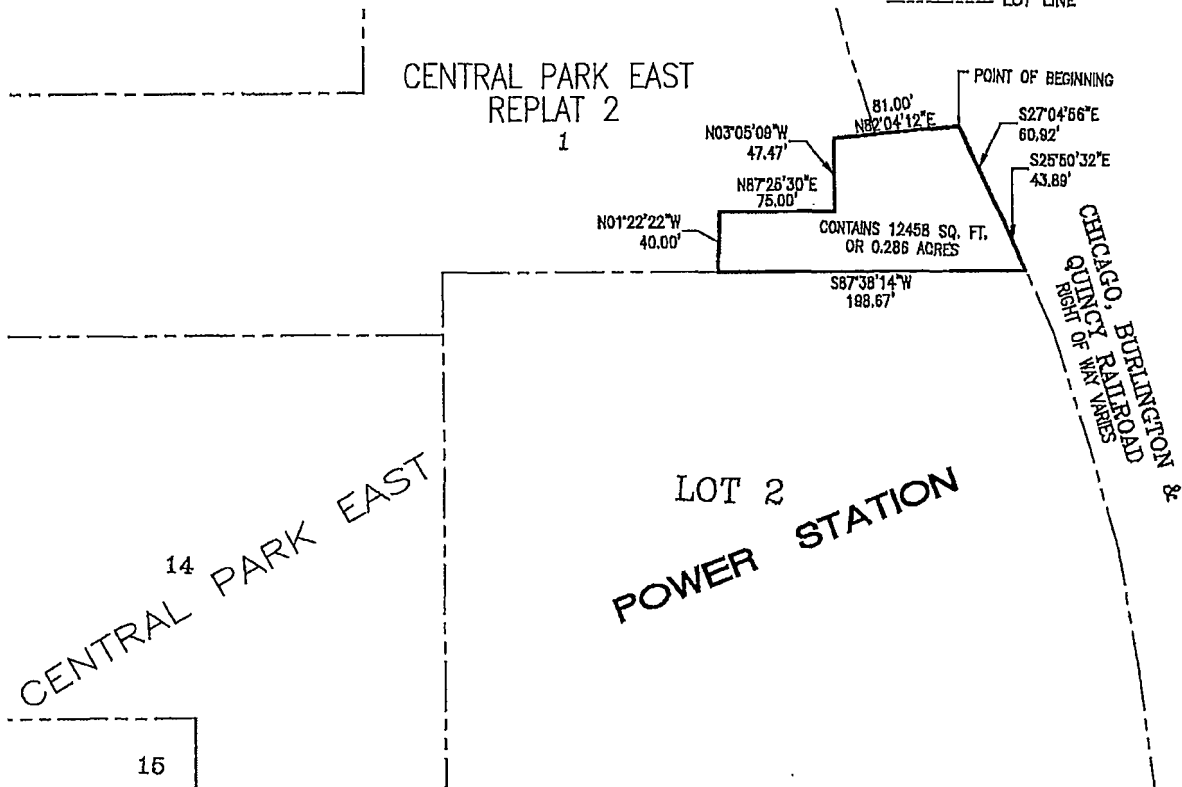 LOT LINE
CENTRAL PARK EAST
REPLAT 2
1
POINT OF BEGINNING
81.00'
N82°04'12"E
S27°04'56"E
60.92'
N03°05'09"W
47.47'
S25°50'32"E
43.89'
N87°25'30"E
75.00'
N01°22'22"W
40.00'
CONTAINS 12458 SQ. FT.
OR 0.286 ACRES
S87°38'14"W
198.67'
CHICAGO, BURLINGTON &
QUINCY RAILROAD
RIGHT OF WAY VARIES
LOT 2
POWER STATION
14
CENTRAL PARK EAST
15